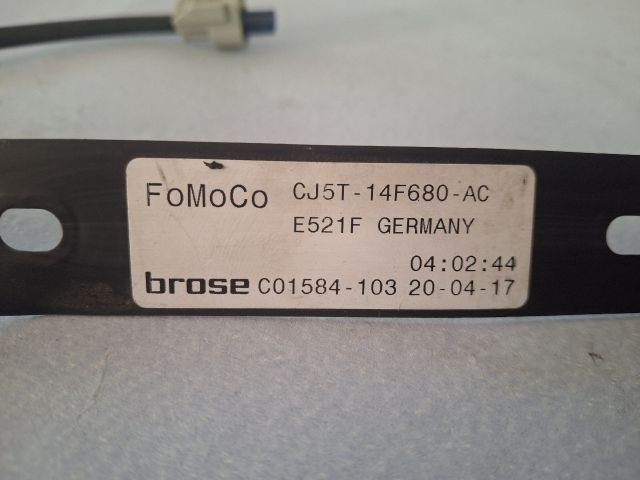 FoMoCo CJ5T-14F680-AC
E521F GERMANY
04:02:44
brose C01584-103 20-04-17